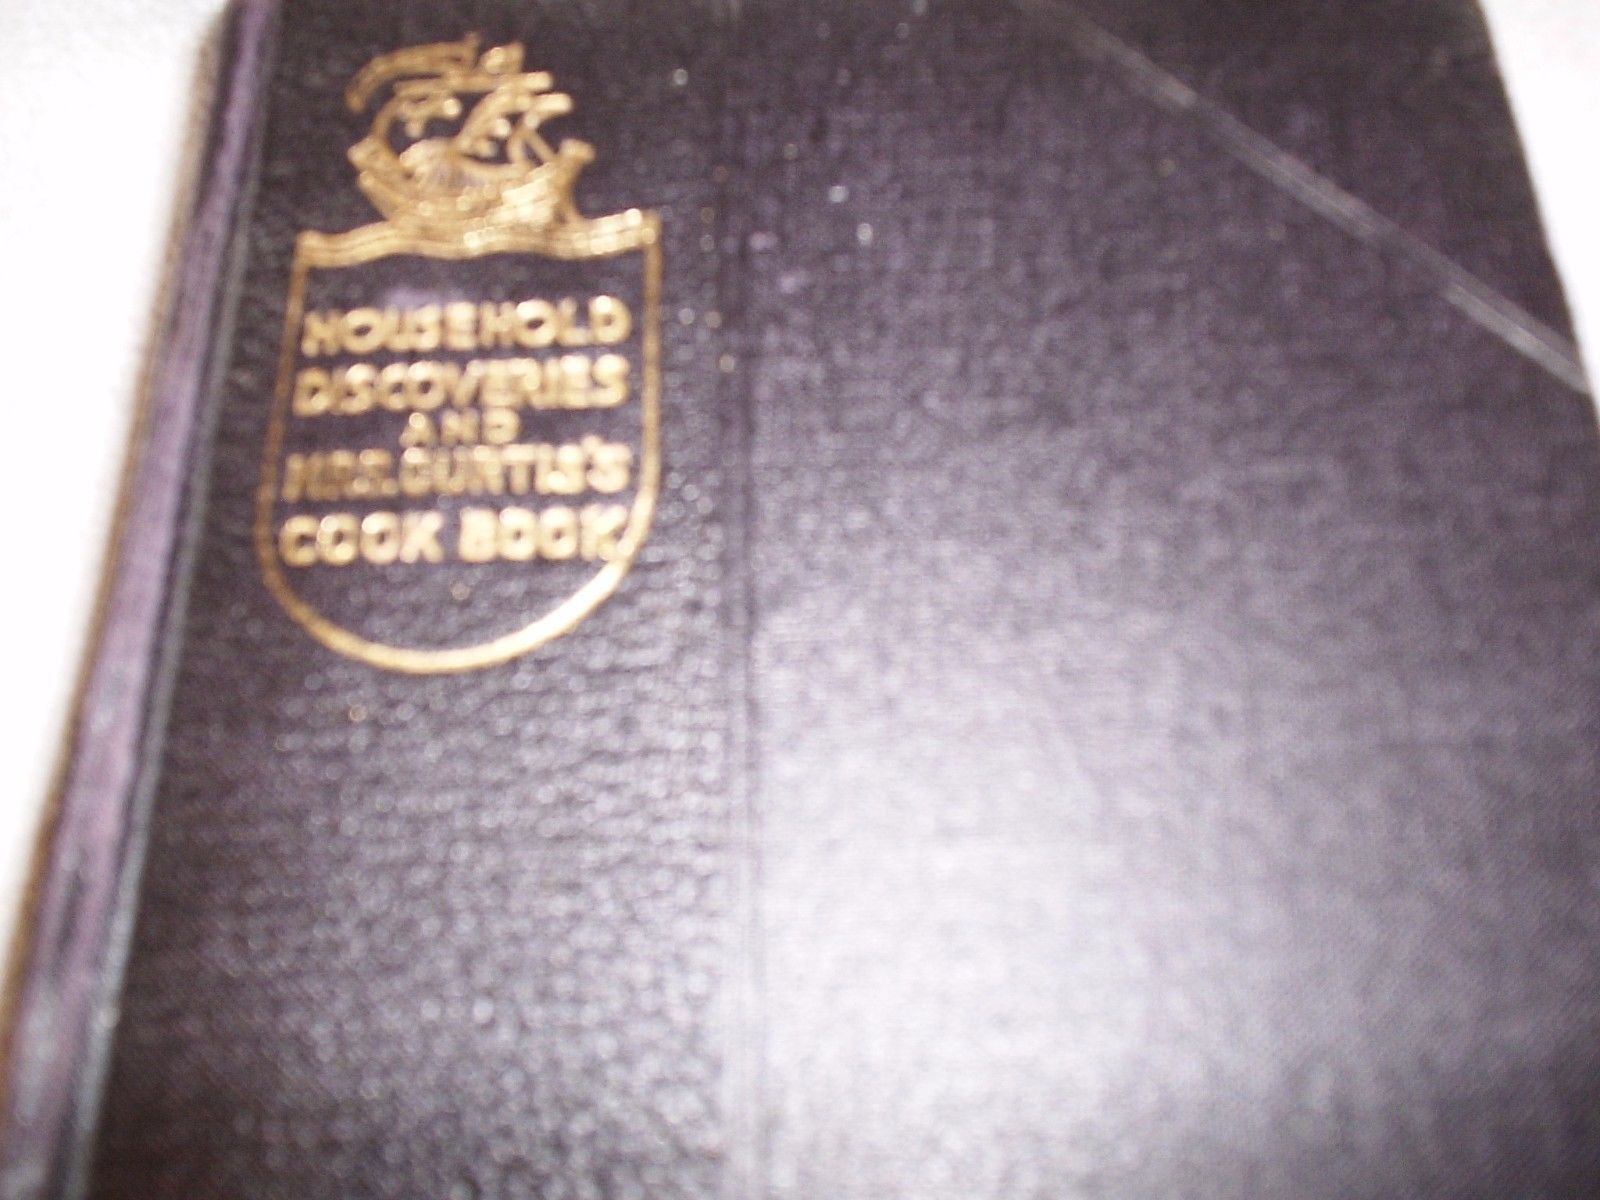 HOUSEHOLD
DISCOVERIES
AND
MRS. CURTIS'S
COOK BOOK